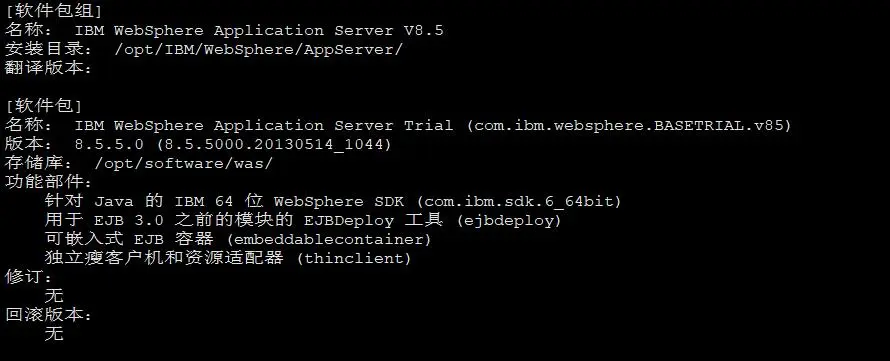 [软件包组]
名称： IBM WebSphere Application Server V8.5
安装目录： /opt/IBM/WebSphere/AppServer/
翻译版本：
[软件包]
名称： IBM WebSphere Application Server Trial (com.ibm.websphere.BASETRIAL.v85)
版本： 8.5.5.0 (8.5.5000.20130514_1044)
存储库： /opt/software/was/
功能部件：
针对 Java 的 IBM 64 位 WebSphere SDK (com.ibm.sdk.6_64bit)
用于 EJB 3.0 之前的模块的 EJBDeploy 工具 (ejbdeploy)
可嵌入式 EJB 容器 (embeddablecontainer)
独立瘦客户机和资源适配器 (thinclient)
修订：
无
回滚版本：
无